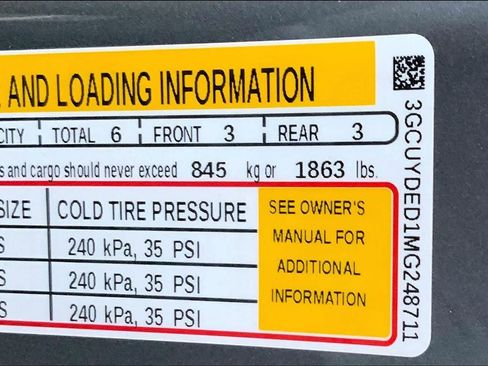 AND LOADING INFORMATION
CITY TOTAL 6 FRONT 3 REAR 3
s and cargo should never exceed 845 kg or 1863 lbs.
SIZE COLD TIRE PRESSURE
S 240 kPa, 35 PSI
S 240 kPa, 35 PSI
S 240 kPa, 35 PSI
SEE OWNER'S
MANUAL FOR
ADDITIONAL
INFORMATION
3GCUYDED1MG248711